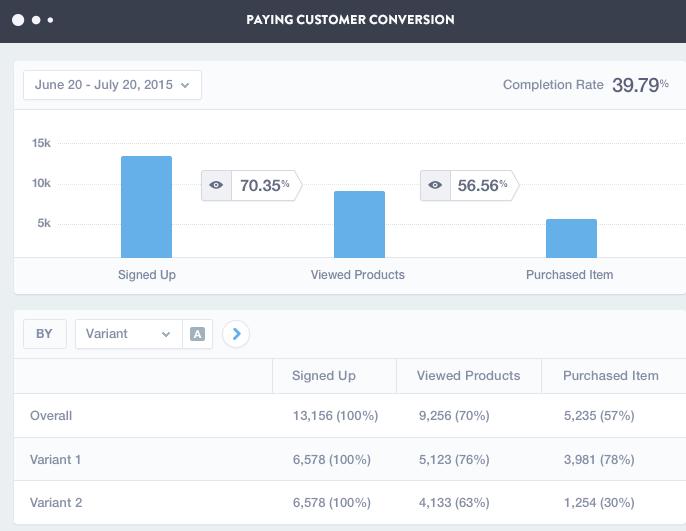 PAYING CUSTOMER CONVERSION
June 20 - July 20, 2015
Completion Rate 39.79%
15k
10k
5k
70.35%
56.56%
Signed Up
Viewed Products
Purchased Item
BY
Variant
A
Signed Up Viewed Products Purchased Item
Overall 13,156 (100%) 9,256 (70%) 5,235 (57%)
Variant 1 6,578 (100%) 5,123 (76%) 3,981 (78%)
Variant 2 6,578 (100%) 4,133 (63%) 1,254 (30%)